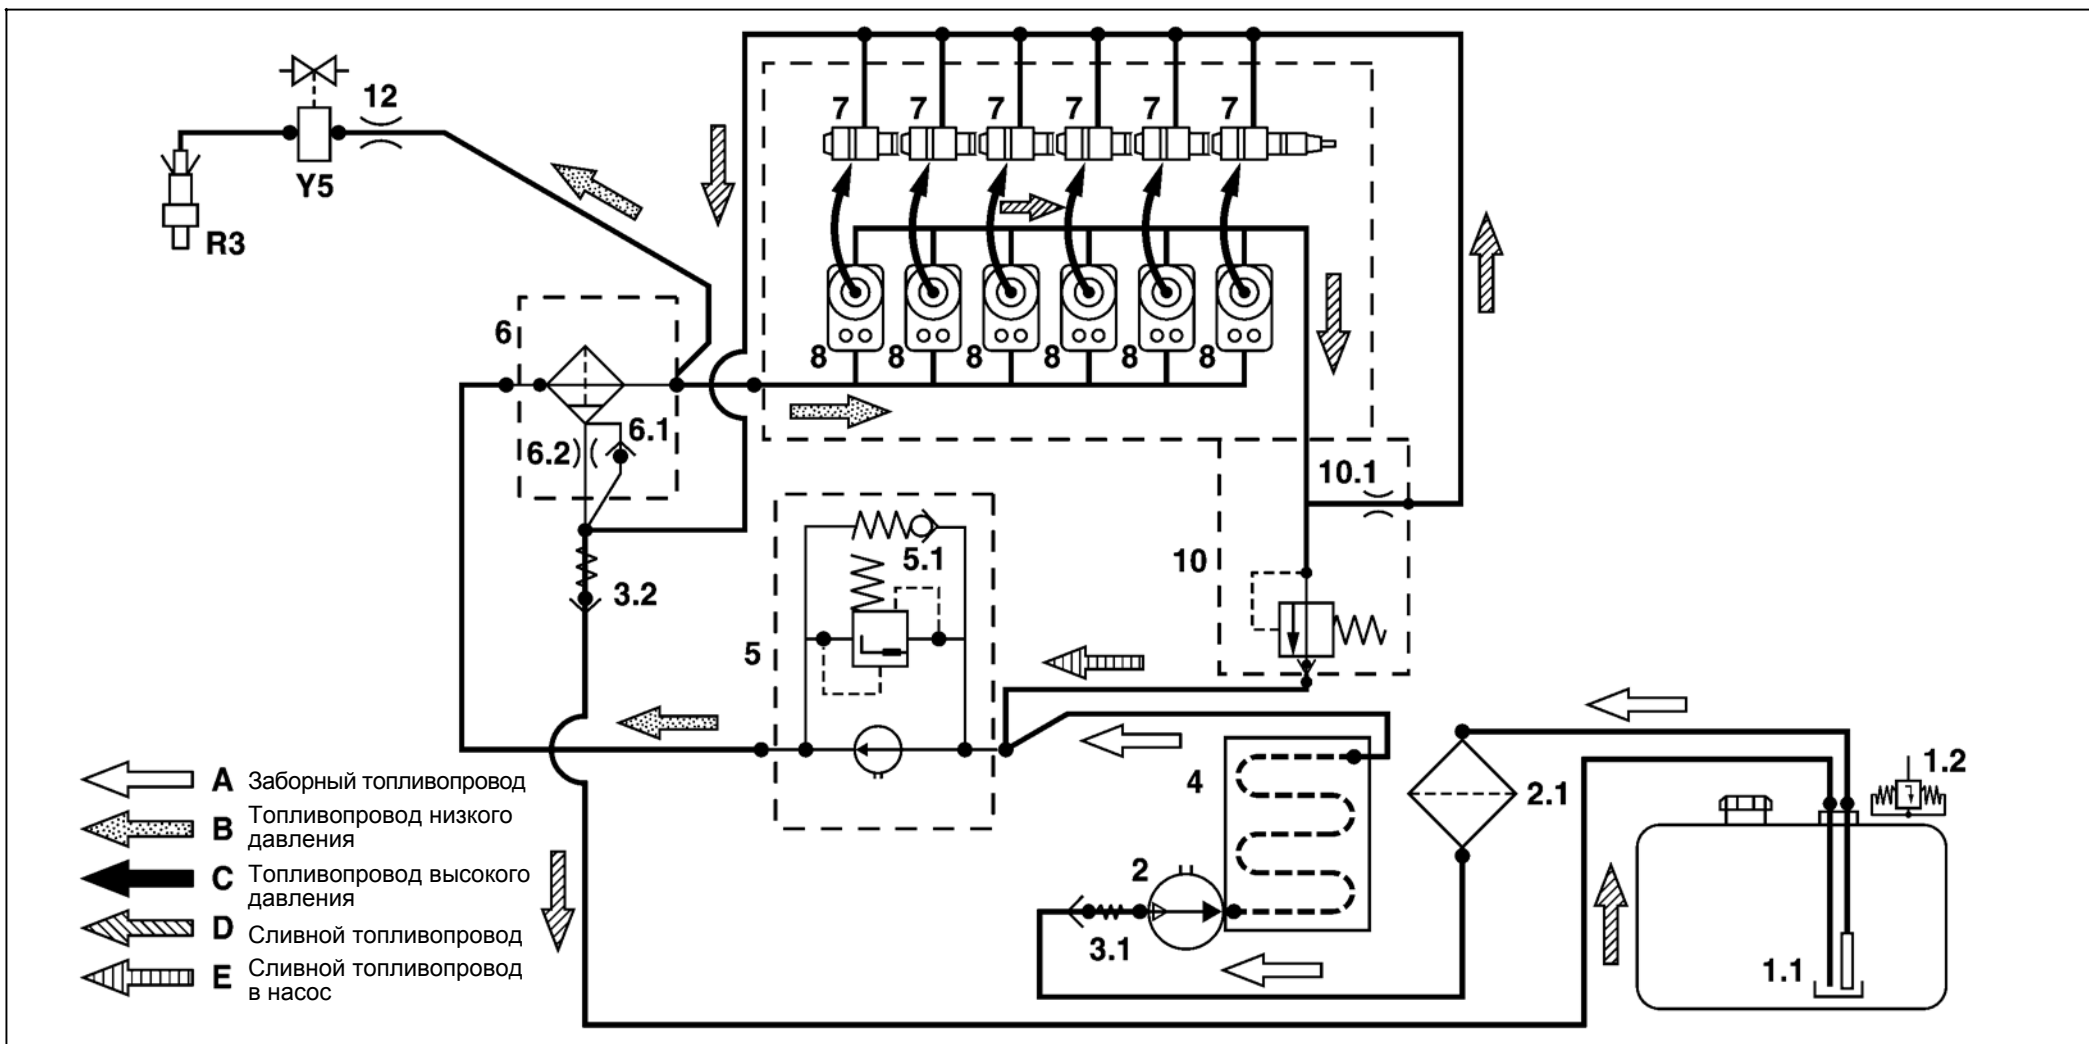 12
7 7 7 7 7 7
Y5
R3
6
8 8 8 8 8 8
6.1
6.2
10.1
5.1
10
3.2
5
1.2
4
2.1
2
3.1
1.1
A Заборный топливопровод
B Топливопровод низкого
давления
C Топливопровод высокого
давления
D Сливной топливопровод
E Сливной топливопровод
в насос